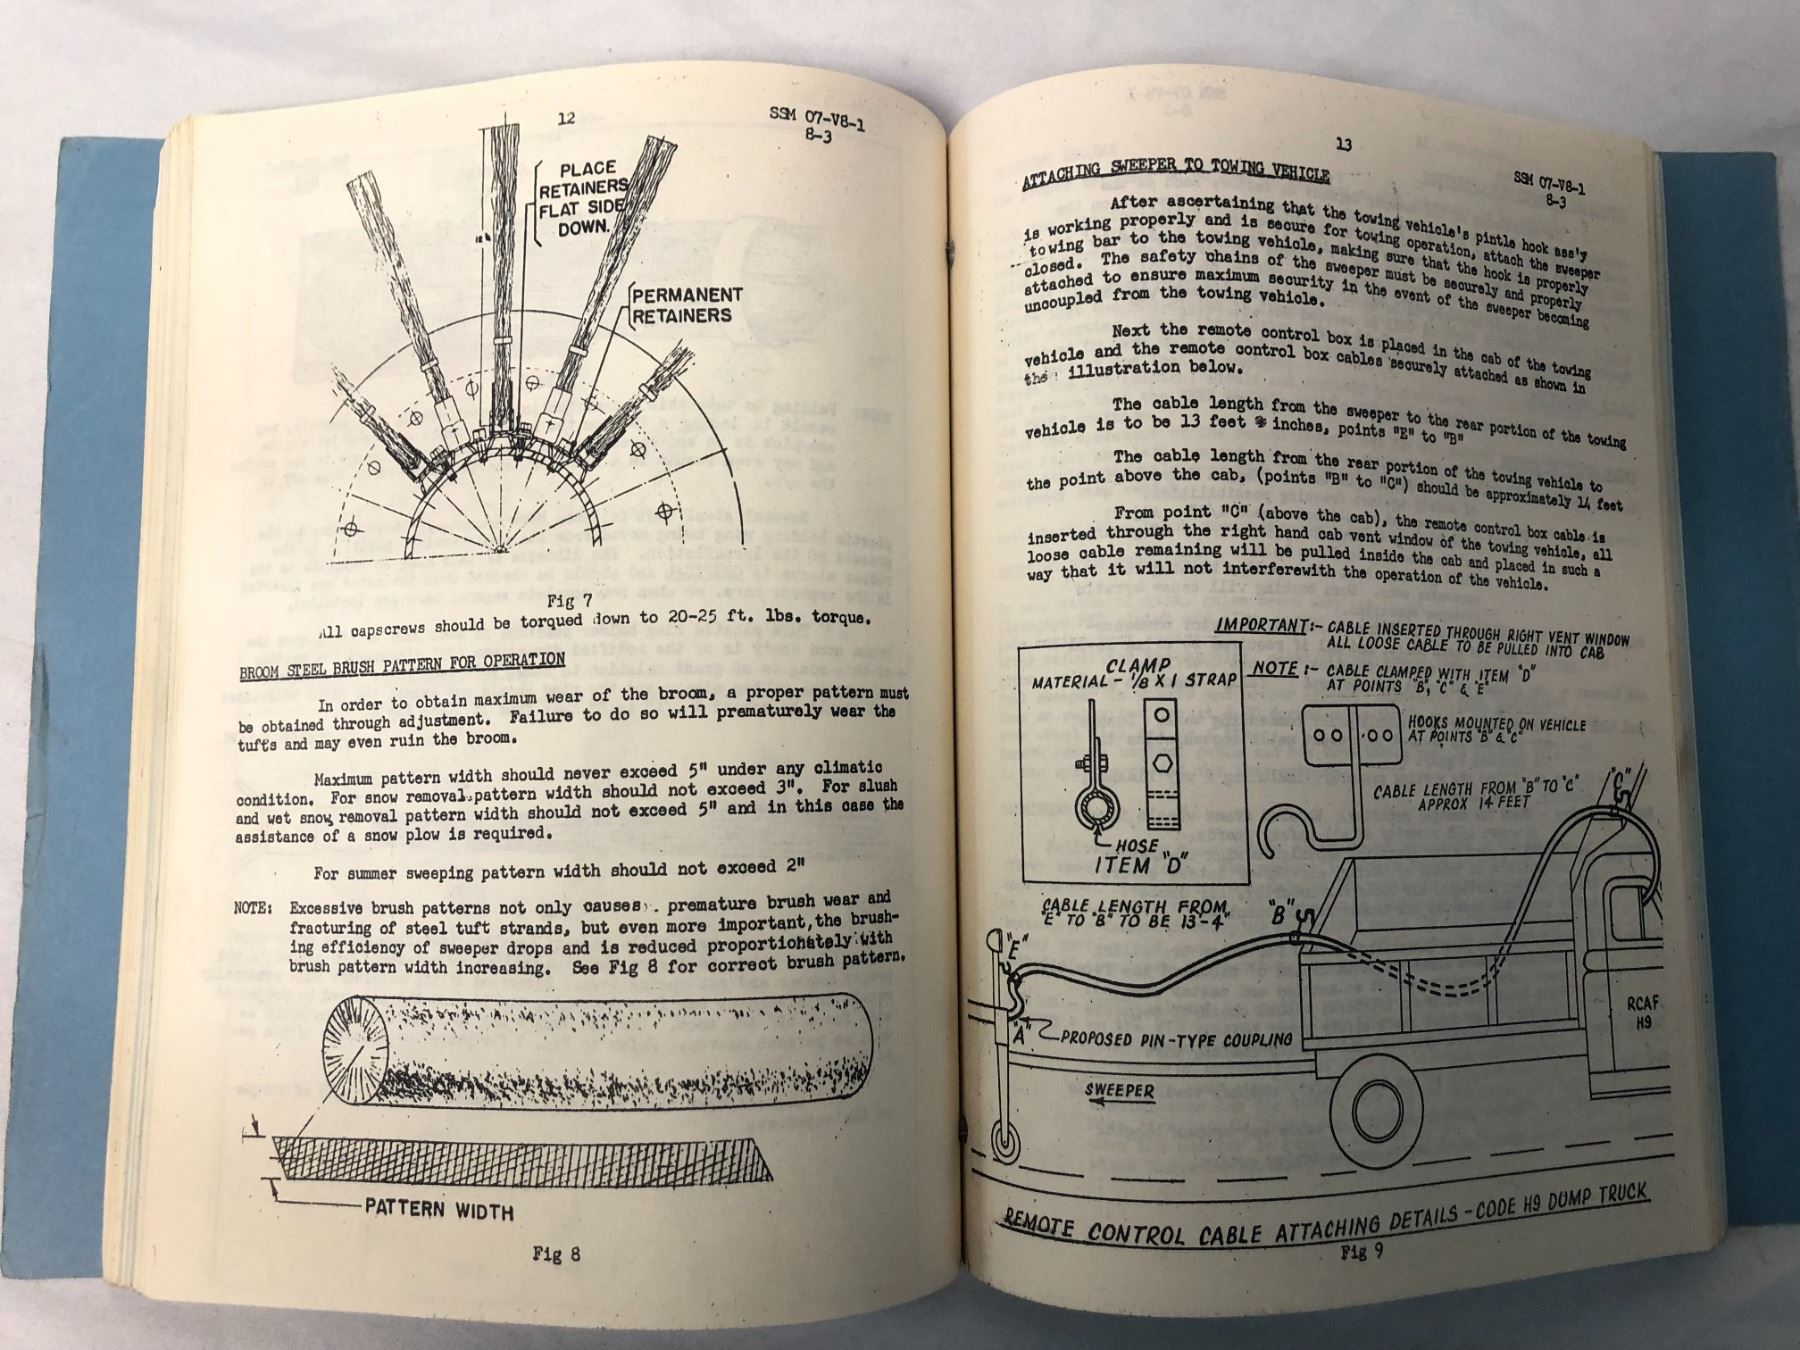 12
SSM 07-V8-1
8-3
PLACE
RETAINERS
FLAT SIDE
DOWN.
PERMANENT
RETAINERS
Fig 7
All capscrews should be torqued down to 20-25 ft. lbs. torque.
BROOM STEEL BRUSH PATTERN FOR OPERATION
In order to obtain maximum wear of the broom, a proper pattern must
be obtained through adjustment. Failure to do so will prematurely wear the
tufts and may even ruin the broom.
Maximum pattern width should never exceed 5" under any climatic
condition. For snow removal pattern width should not exceed 3". For slush
and wet snow removal pattern width should not exceed 5" and in this case the
assistance of a snow plow is required.
For summer sweeping pattern width should not exceed 2"
NOTE: Excessive brush patterns not only causes premature brush wear and
fracturing of steel tuft strands, but even more important, the brush-
ing efficiency of sweeper drops and is reduced proportionately with
brush pattern width increasing. See Fig 8 for correct brush pattern.
PATTERN WIDTH
Fig 8
13
SSM 07-V8-1
8-3
ATTACHING SWEEPER TO TOWING VEHICLE
After ascertaining that the towing vehicle's pintle hook ass'y
is working properly and is secure for towing operation, attach the sweeper
towing bar to the towing vehicle, making sure that the hook is properly
closed. The safety chains of the sweeper must be securely and properly
attached to ensure maximum security in the event of the sweeper becoming
uncoupled from the towing vehicle.
Next the remote control box is placed in the cab of the towing
vehicle and the remote control box cables securely attached as shown in
the illustration below.
The cable length from the sweeper to the rear portion of the towing
vehicle is to be 13 feet inches, points "E" to "B"
The cable length from the rear portion of the towing vehicle to
the point above the cab, (points "B" to "C") should be approximately 14 feet
From point "C" (above the cab), the remote control box cable is
inserted through the right hand cab vent window of the towing vehicle, all
loose cable remaining will be pulled inside the cab and placed in such a
way that it will not interferewith the operation of the vehicle.
IMPORTANT:- CABLE INSERTED THROUGH RIGHT VENT WINDOW
ALL LOOSE CABLE TO BE PULLED INTO CAB
NOTE :- CABLE CLAMPED WITH ITEM "D"
AT POINTS "B", "C" & "E"
CLAMP
MATERIAL - 1/8 X 1 STRAP
HOSE
ITEM "D"
HOOKS MOUNTED ON VEHICLE
AT POINTS "B" & "C"
CABLE LENGTH FROM "B" TO "C"
APPROX 14 FEET
"C"
CABLE LENGTH FROM
"E" TO "B" TO BE 13'-4"
"B"
"E"
"A"
PROPOSED PIN-TYPE COUPLING
RCAF
H9
SWEEPER
REMOTE CONTROL CABLE ATTACHING DETAILS - CODE H9 DUMP TRUCK
Fig 9